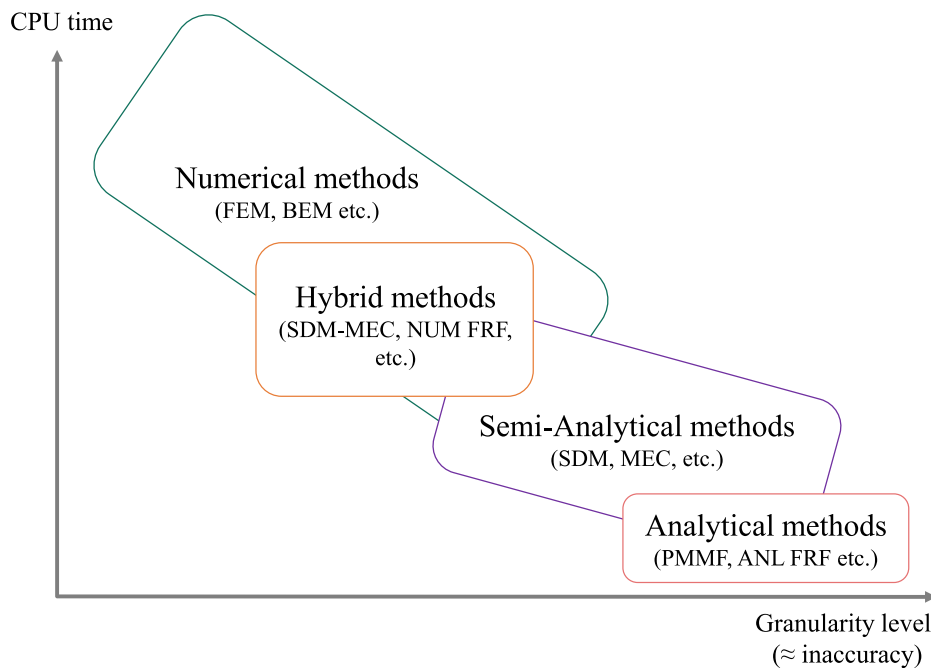 CPU time
Numerical methods
(FEM, BEM etc.)
Hybrid methods
(SDM-MEC, NUM FRF,
etc.)
Semi-Analytical methods
(SDM, MEC, etc.)
Analytical methods
(PMMF, ANL FRF etc.)
Granularity level
(≈ inaccuracy)